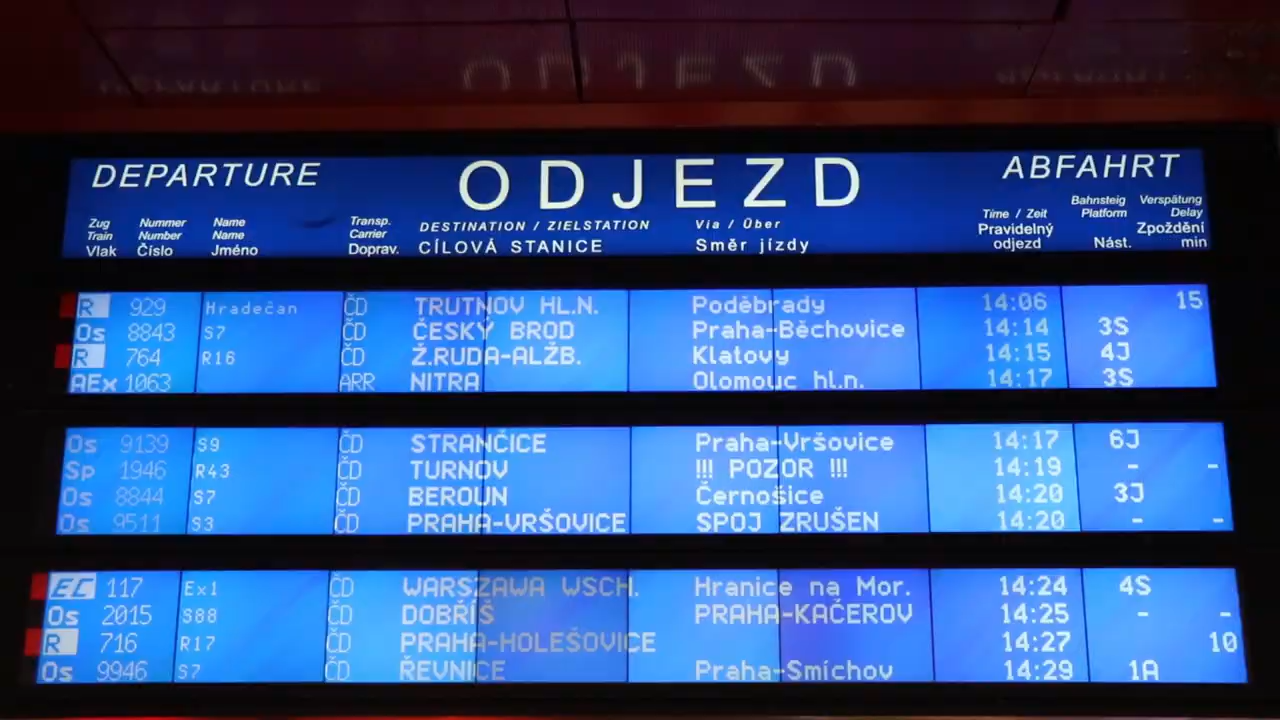 DEPARTURE ODJEZD ABFAHRT
Zug Nummer Name Transp. DESTINATION / ZIELSTATION Via / Über Time / Zeit Bahnsteig Verspätung
Train Number Name Carrier CÍLOVÁ STANICE Směr jízdy Pravidelný Platform Delay
Vlak Číslo Jméno Doprav. odjezd Nást. Zpoždění
min
R 929 Hradečan ČD TRUTNOV HL.N. Poděbrady 14:06 15
Os 8843 S7 ČD ČESKÝ BROD Praha-Běchovice 14:14 3S
R 764 R16 ČD Ž.RUDA-ALŽB. Klatovy 14:15 4J
AEx 1063 ARR NITRA Olomouc hl.n. 14:17 3S
Os 9139 S9 ČD STRANČICE Praha-Vršovice 14:17 6J
Sp 1946 R43 ČD TURNOV !!! POZOR !!! 14:19 - -
Os 8844 S7 ČD BEROUN Černošice 14:20 3J
Os 9511 S3 ČD PRAHA-VRŠOVICE SPOJ ZRUŠEN 14:20 - -
EC 117 Ex1 ČD WARSZAWA WSCH. Hranice na Mor. 14:24 4S
Os 2015 S88 ČD DOBŘÍŠ PRAHA-KAČEROV 14:25 - -
R 716 R17 ČD PRAHA-HOLEŠOVICE 14:27 10
Os 9946 S7 ČD ŘEVNICE Praha-Smíchov 14:29 1A